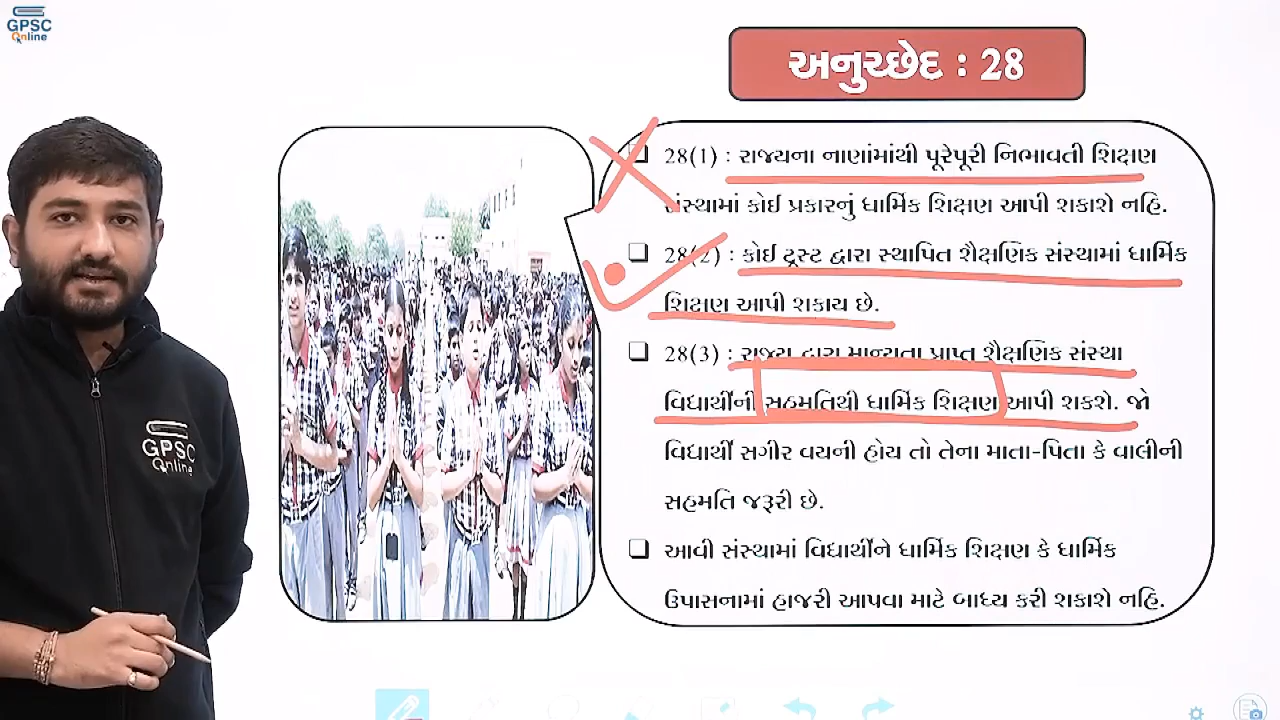 GPSC
Online
અનુચ્છેદ : 28
28(1) : રાજ્યના નાણાંમાંથી પૂરેપૂરી નિભાવતી શિક્ષણ
સંસ્થામાં કોઈ પ્રકારનું ધાર્મિક શિક્ષણ આપી શકાશે નહિ.
28(2) : કોઈ ટ્રસ્ટ દ્વારા સ્થાપિત શૈક્ષણિક સંસ્થામાં ધાર્મિક
શિક્ષણ આપી શકાય છે.
28(3) : રાજ્ય દ્વારા માન્યતા પ્રાપ્ત શૈક્ષણિક સંસ્થા
વિદ્યાર્થીની સહમતિથી ધાર્મિક શિક્ષણ આપી શકશે. જો
વિદ્યાર્થી સગીર વયની હોય તો તેના માતા-પિતા કે વાલીની
સહમતિ જરૂરી છે.
આવી સંસ્થામાં વિદ્યાર્થીને ધાર્મિક શિક્ષણ કે ધાર્મિક
ઉપાસનામાં હાજરી આપવા માટે બાધ્ય કરી શકાશે નહિ.
GPSC
Online